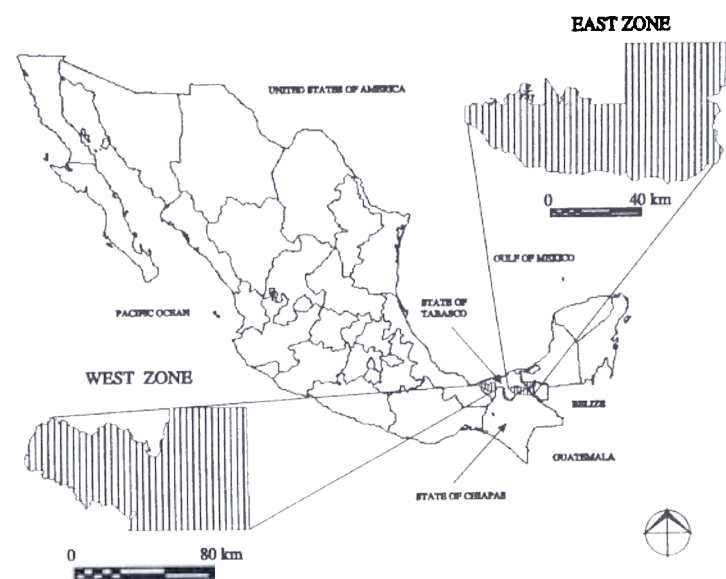 EAST ZONE
UNITED STATES OF AMERICA
0 40 km
GULF OF MEXICO
STATE OF
TABASCO
PACIFIC OCEAN
WEST ZONE
BELIZE
GUATEMALA
STATE OF CHIAPAS
0 80 km